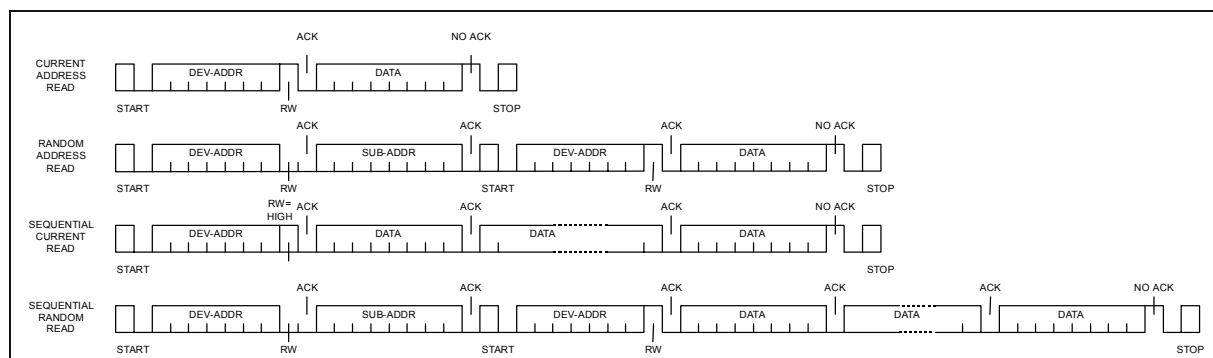 ACK NO ACK
CURRENT
ADDRESS
READ
DEV-ADDR DATA
START RW STOP
ACK ACK ACK NO ACK
RANDOM
ADDRESS
READ
DEV-ADDR SUB-ADDR DEV-ADDR DATA
START RW START RW STOP
RW=
HIGH
ACK ACK ACK NO ACK
SEQUENTIAL
CURRENT
READ
DEV-ADDR DATA DATA DATA
START STOP
ACK ACK ACK ACK ACK NO ACK
SEQUENTIAL
RANDOM
READ
DEV-ADDR SUB-ADDR DEV-ADDR DATA DATA DATA
START RW START RW STOP